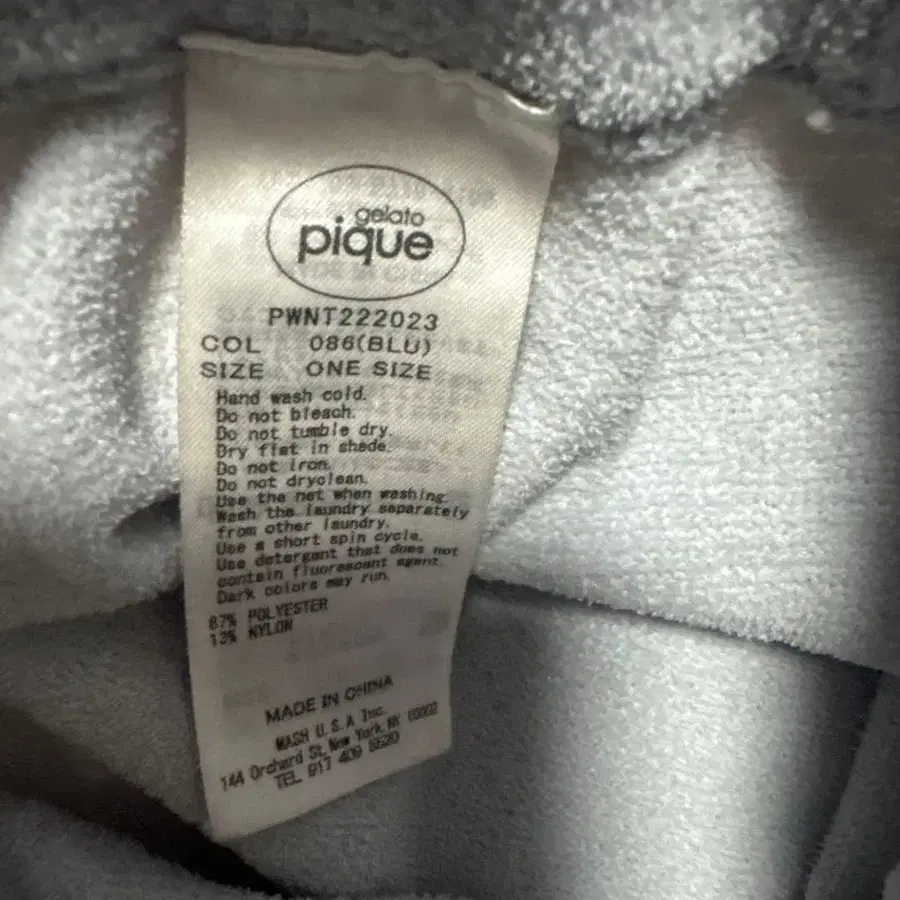 gelato
pique
PWNT222023
COL 086(BLU)
SIZE ONE SIZE
Hand wash cold.
Do not bleach.
Do not tumble dry.
Dry flat in shade.
Do not iron.
Do not dryclean.
Use the net when washing.
Wash the laundry separately
from other laundry.
Use a short spin cycle.
Use detergent that does not
contain fluorescent agent.
Dark colors may run.
87% POLYESTER
13% NYLON
MADE IN CHINA
MASH U.S.A Inc.
144 Orchard St, New York, NY 10002
TEL 917 409